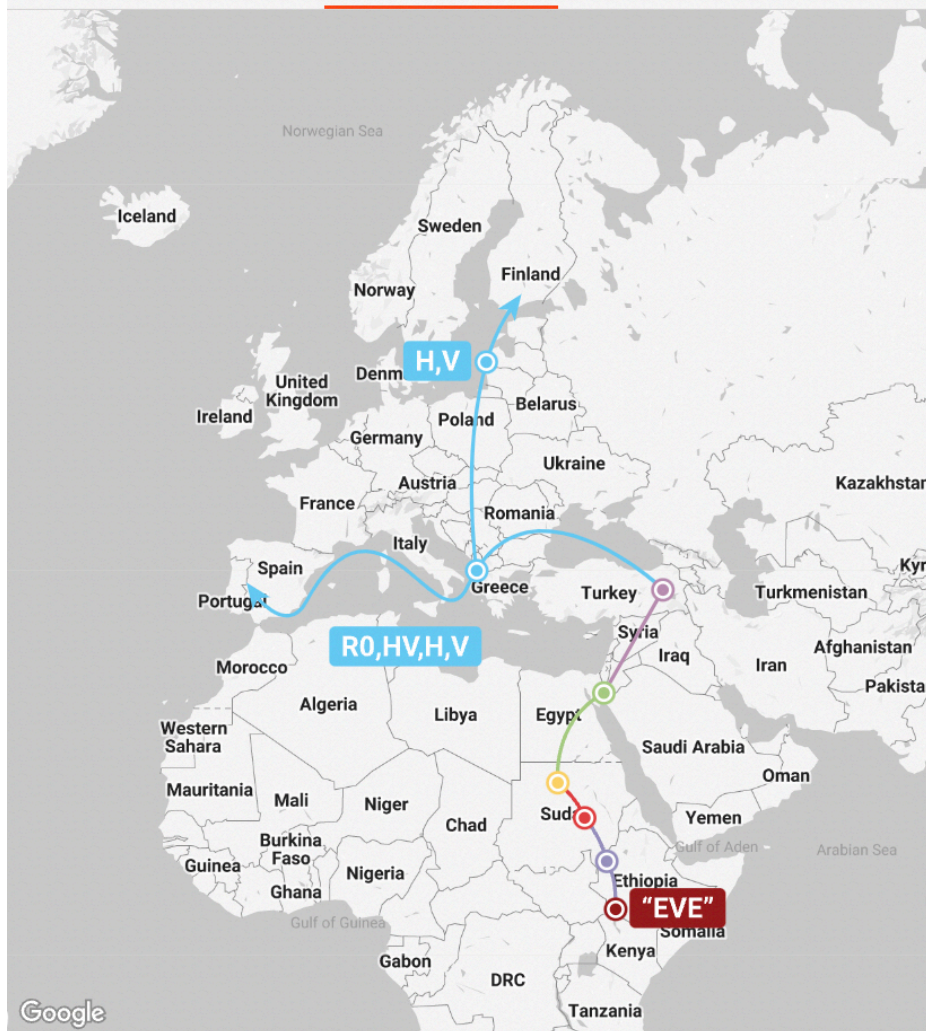 Norwegian Sea
Iceland
Sweden
Finland
Norway
H,V
Denm
United
Kingdom
Ireland
Belarus
Poland
Germany
Ukraine
Kazakhstan
Austria
France
Romania
Italy
Kyr
Spain
Greece
Turkey
Turkmenistan
Portugal
Syria
R0,HV,H,V
Afghanistan
Iraq
Iran
Morocco
Pakista
Algeria
Libya
Egypt
Western
Sahara
Saudi Arabia
Oman
Mauritania
Mali
Niger
Suda
Yemen
Chad
Burkina
Faso
Gulf of Aden
Arabian Sea
Guinea
Nigeria
Ethiopia
Ghana
"EVE"
Gulf of Guinea
Somalia
Kenya
Gabon
DRC
Tanzania
Google